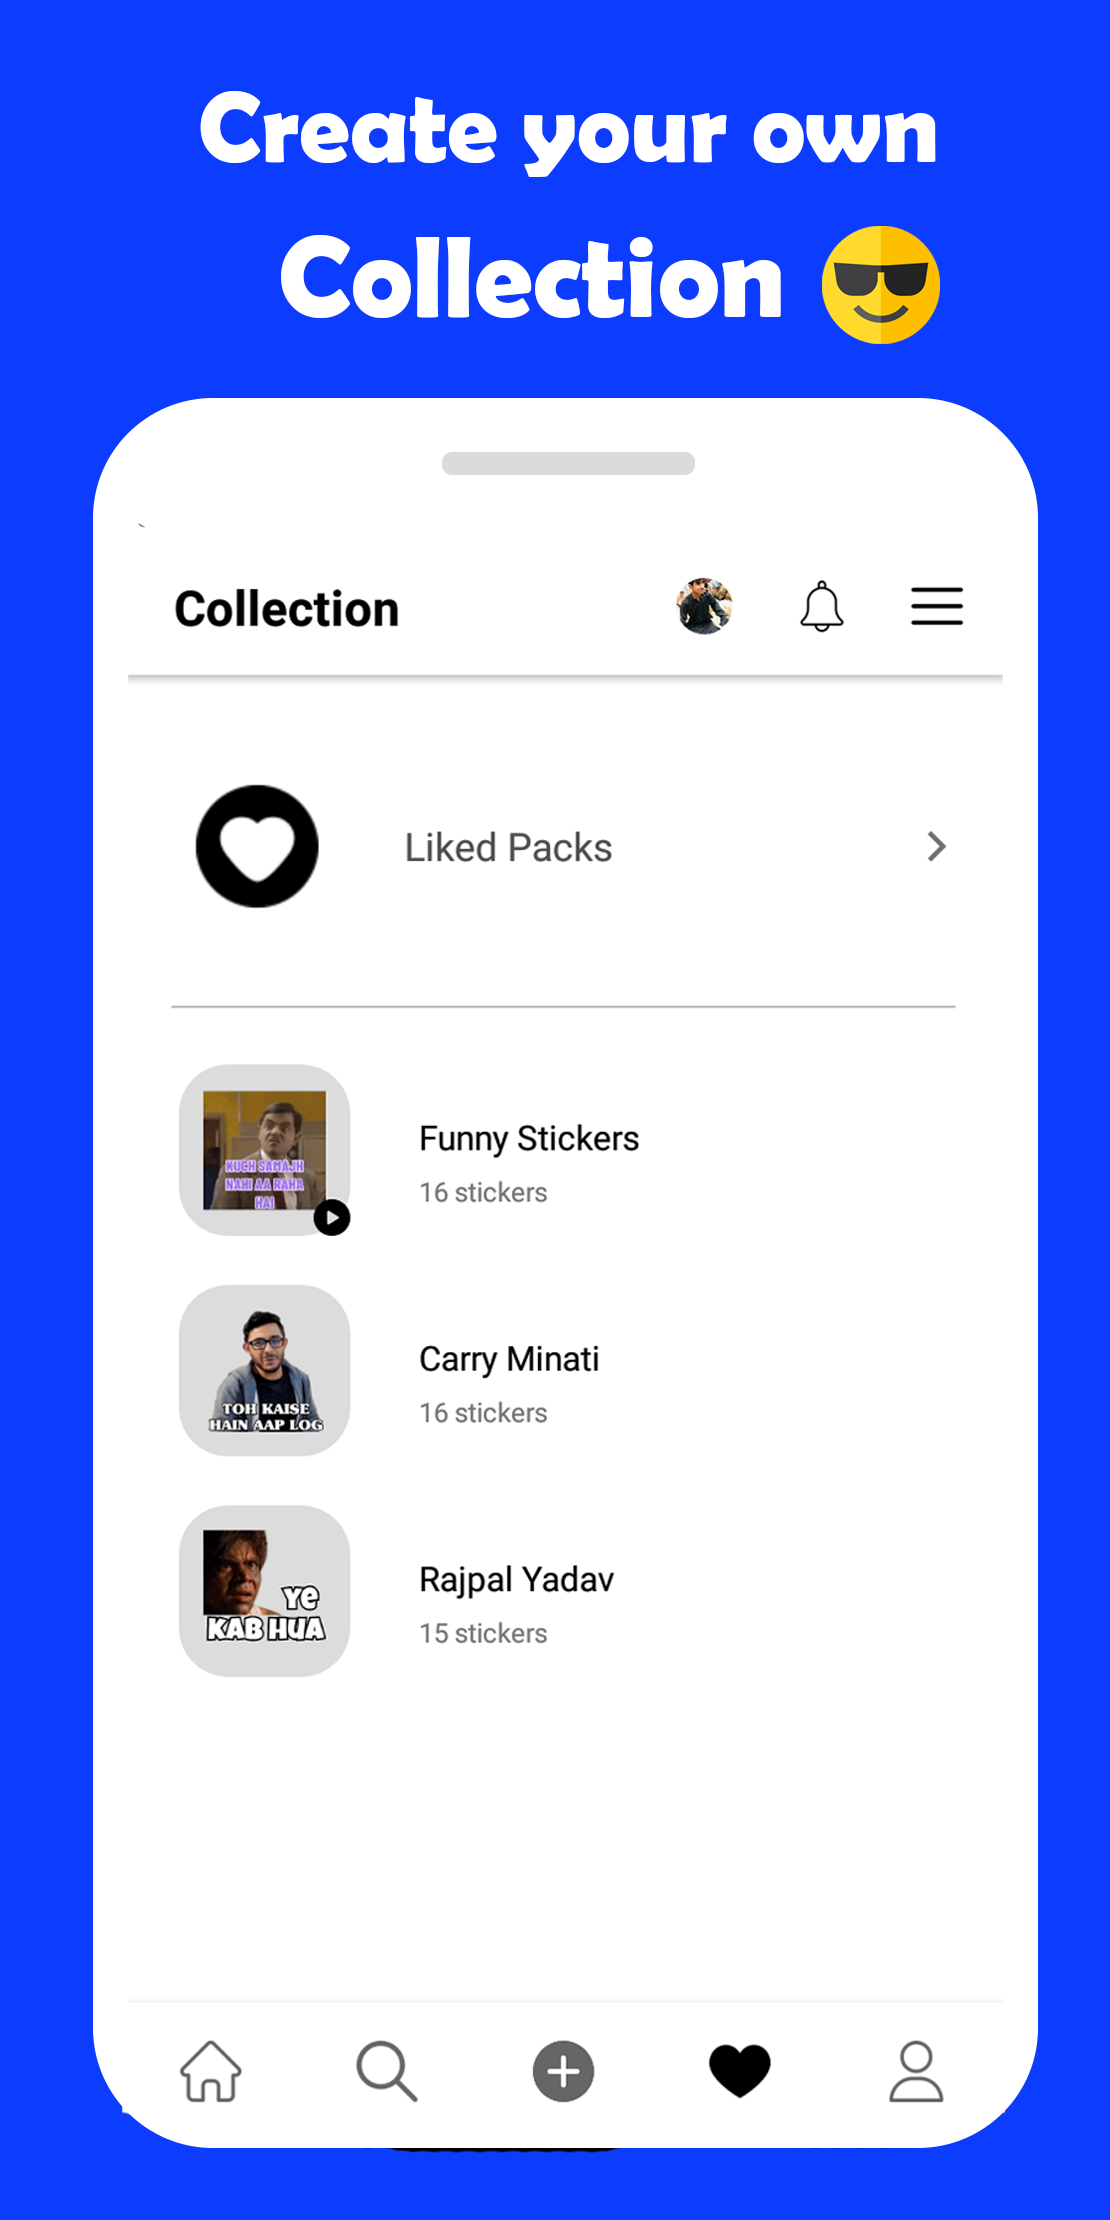 Create your own
Collection
Collection
Liked Packs
KUCH SAMAJH
NAHI AA RAHA
HAI
Funny Stickers
16 stickers
TOH KAISE
HAIN AAP LOG
Carry Minati
16 stickers
YE
KAB HUA
Rajpal Yadav
15 stickers